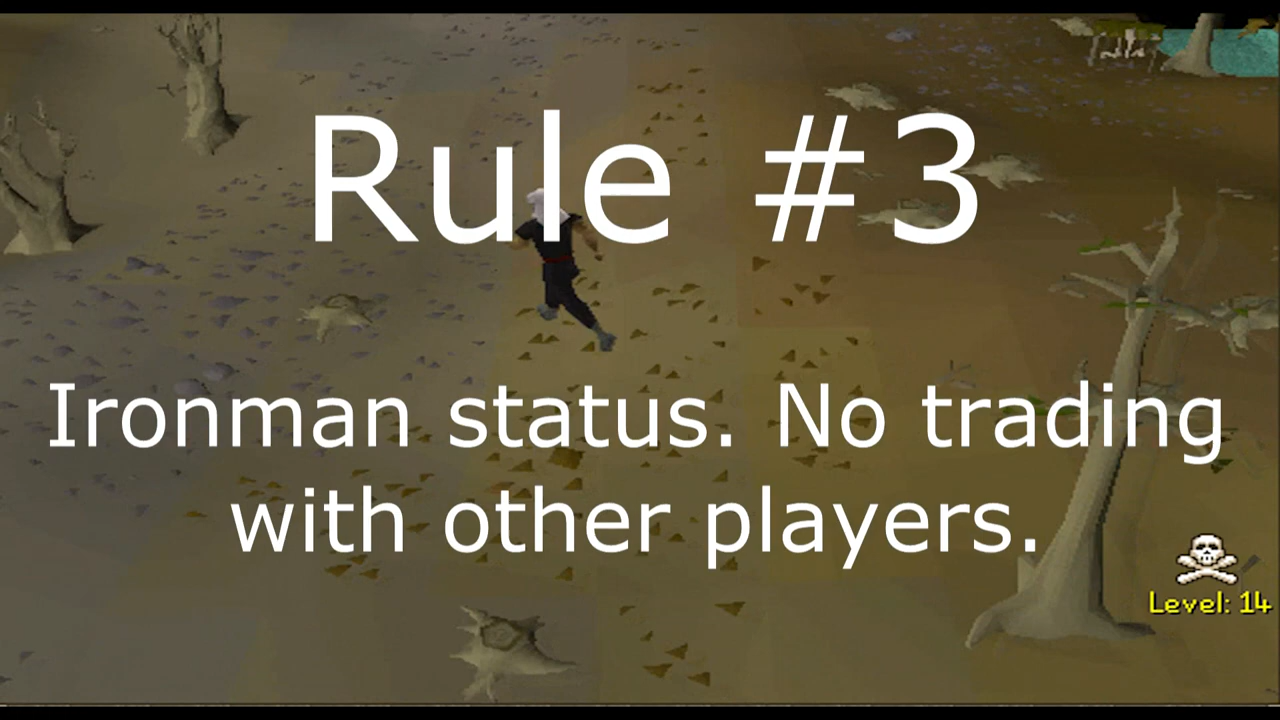 Rule #3
Ironman status. No trading
with other players.
Level: 14